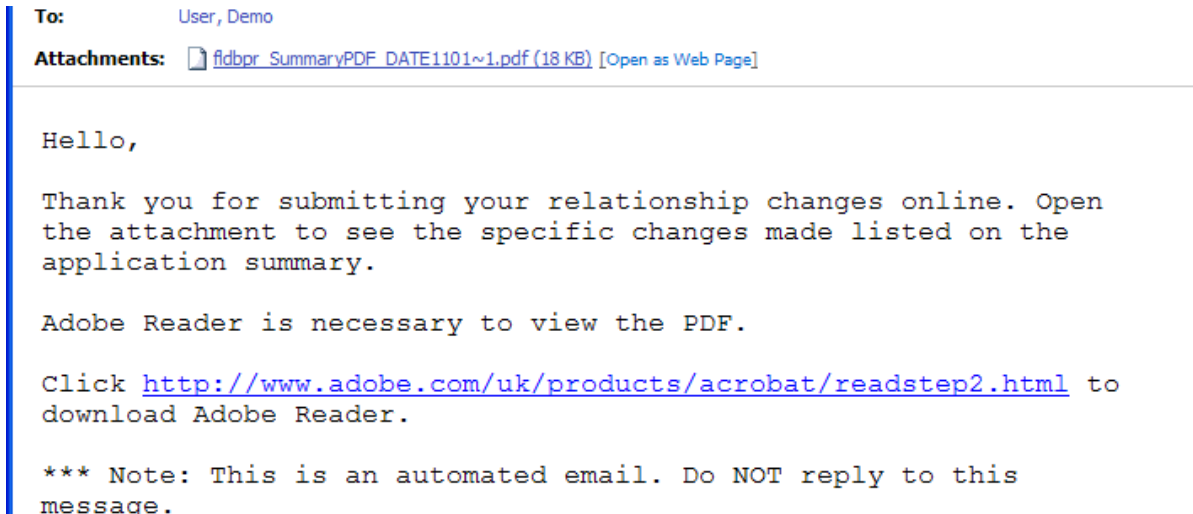 To: User, Demo
Attachments: fldbpr_SummaryPDF_DATE1101~1.pdf (18 KB) [Open as Web Page]
Hello,
Thank you for submitting your relationship changes online. Open
the attachment to see the specific changes made listed on the
application summary.
Adobe Reader is necessary to view the PDF.
Click http://www.adobe.com/uk/products/acrobat/readstep2.html to
download Adobe Reader.
*** Note: This is an automated email. Do NOT reply to this
message.